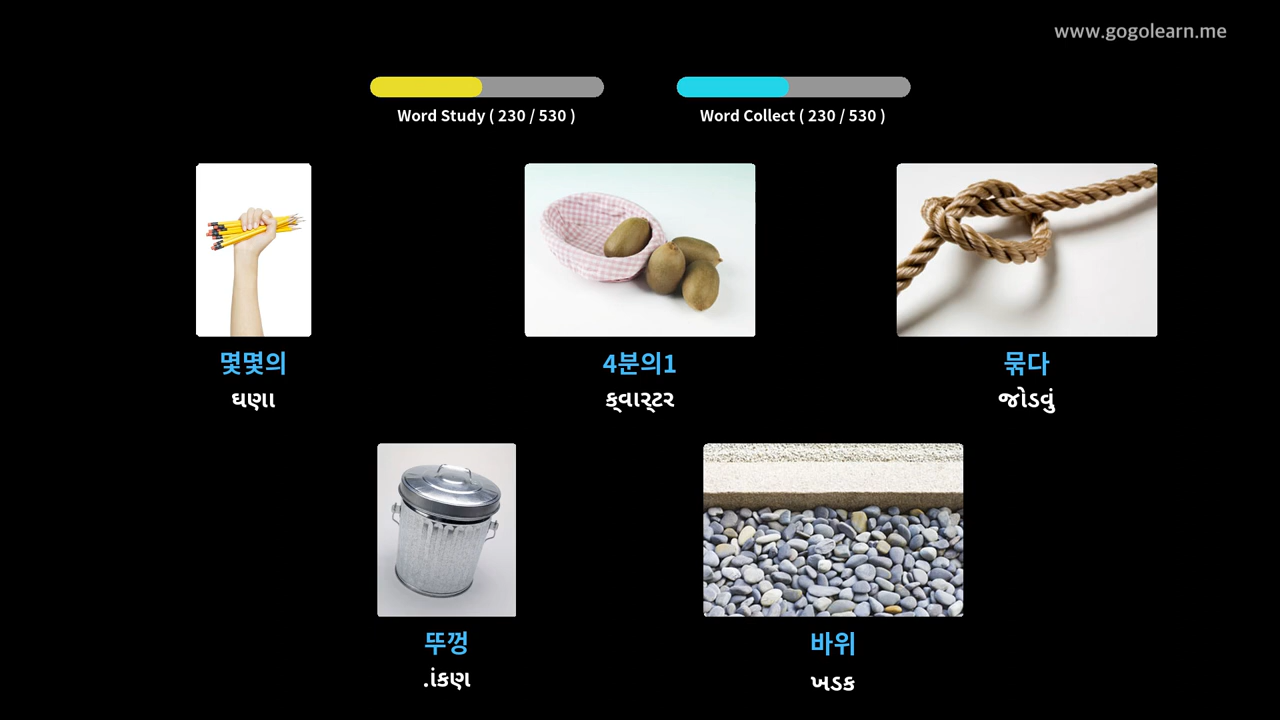 www.gogolearn.me
Word Study ( 230 / 530 )
Word Collect ( 230 / 530 )
몇몇의
ઘણા
4분의1
ક્વાર્ટર
묶다
જોડવું
뚜껑
.ાંકણ
바위
ખડક